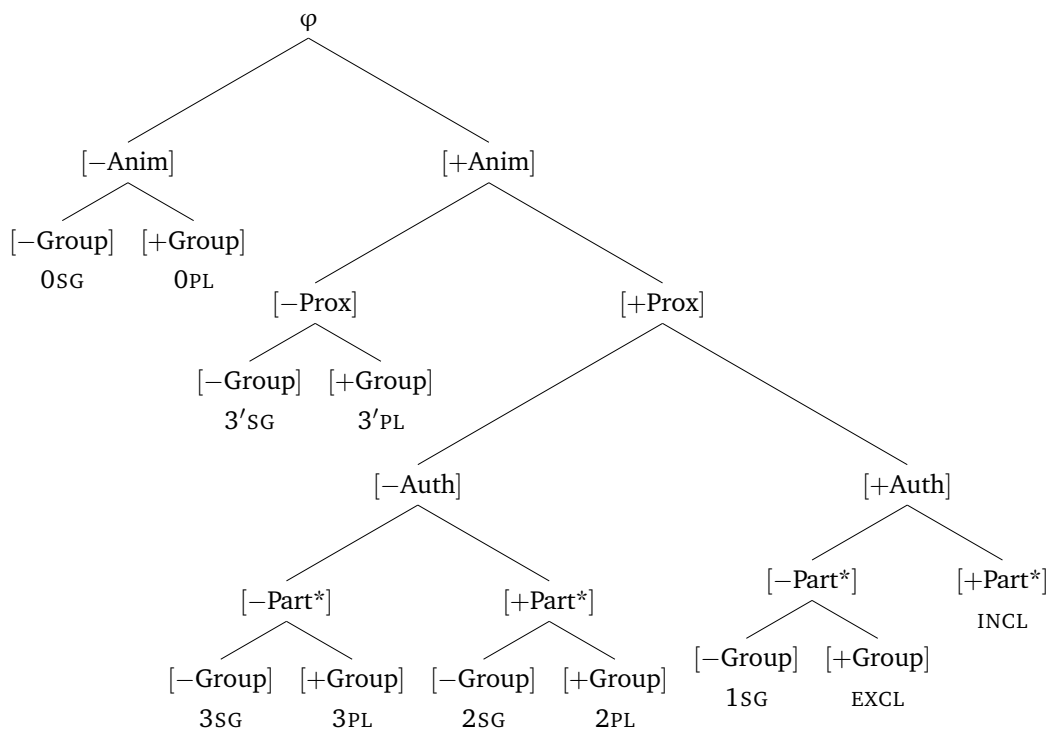 φ
[−Anim] [+Anim]
[−Group] [+Group]
0SG 0PL
[−Prox] [+Prox]
[−Group] [+Group]
3′SG 3′PL
[−Auth] [+Auth]
[−Part*] [+Part*] [−Part*] [+Part*]
INCL
[−Group] [+Group] [−Group] [+Group] [−Group] [+Group]
3SG 3PL 2SG 2PL 1SG EXCL